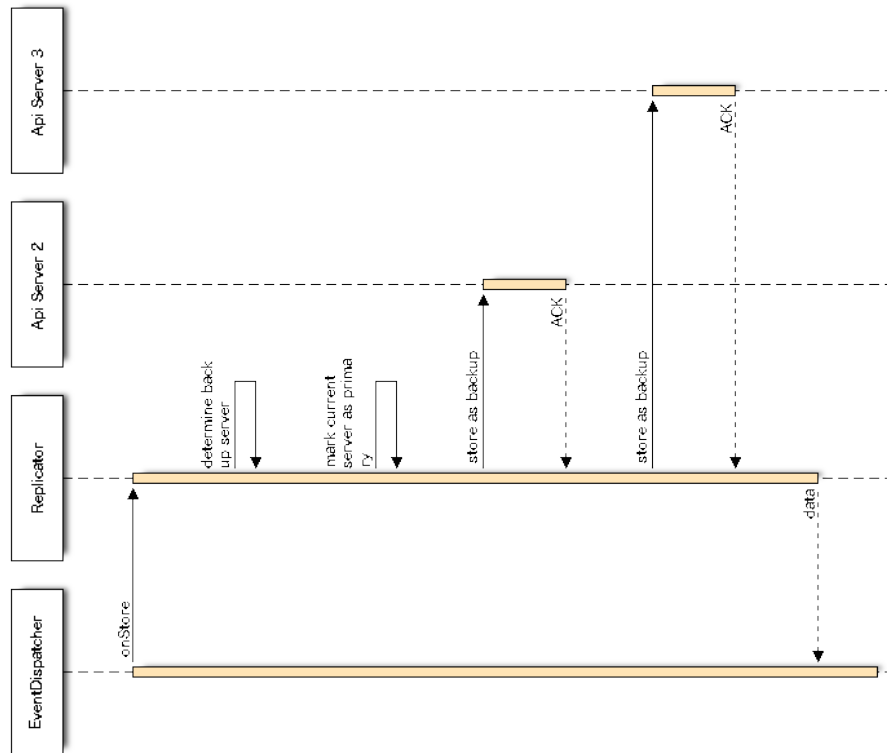 EventDispatcher
Replicator
Api Server 2
Api Server 3
onStore
determine back
up server
mark current
server as prima
ry
store as backup
ACK
store as backup
ACK
data